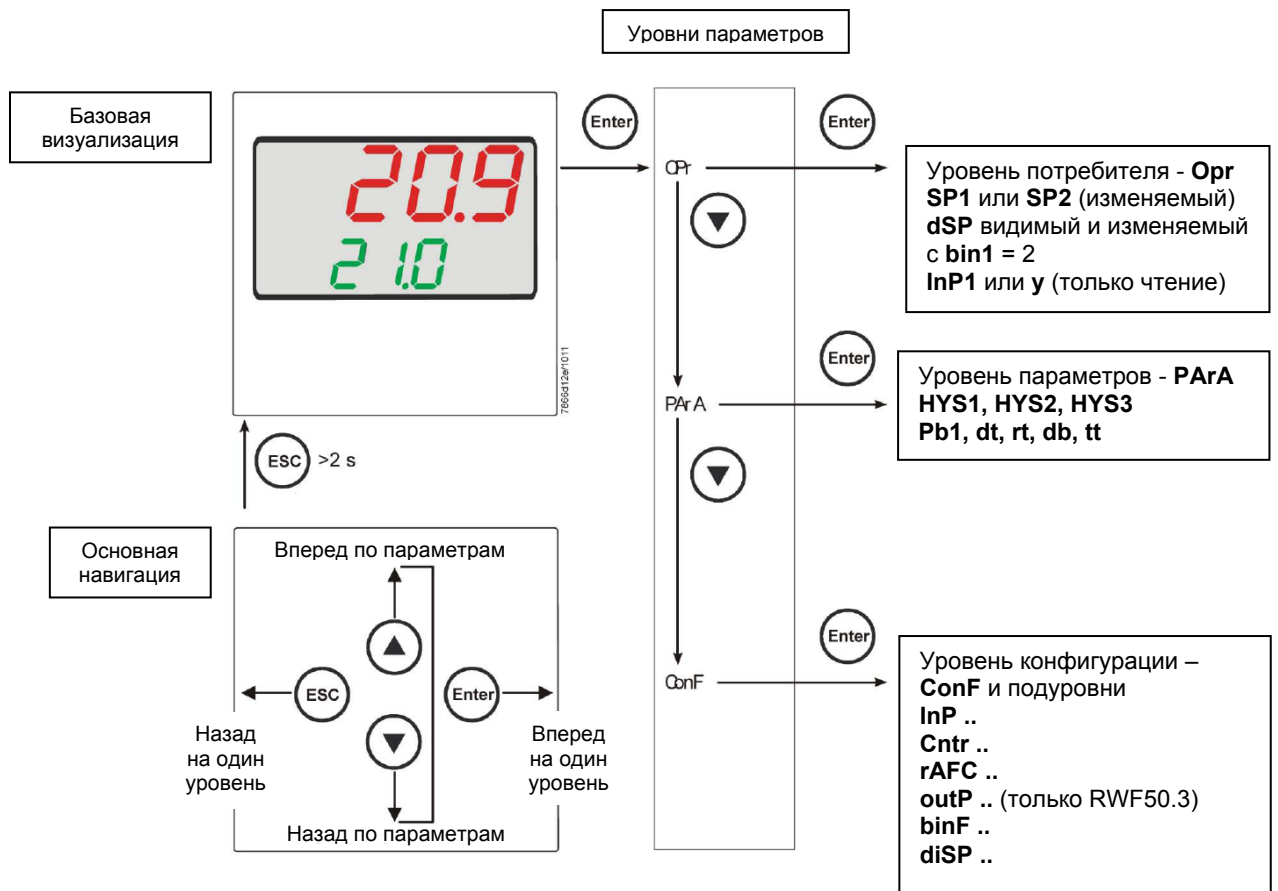 Уровни параметров
Базовая
визуализация
20.9
21.0
7866d12e/1011
Enter
Enter
OPr
Уровень потребителя - Opr
SP1 или SP2 (изменяемый)
dSP видимый и изменяемый
с bin1 = 2
InP1 или y (только чтение)
Enter
PArA
Уровень параметров - PArA
HYS1, HYS2, HYS3
Pb1, dt, rt, db, tt
ESC >2 s
Основная
навигация
Вперед по параметрам
ESC
Enter
Назад
на один
уровень
Вперед
на один
уровень
Назад по параметрам
Enter
ConF
Уровень конфигурации –
ConF и подуровни
InP ..
Cntr ..
rAFC ..
outP .. (только RWF50.3)
binF ..
diSP ..